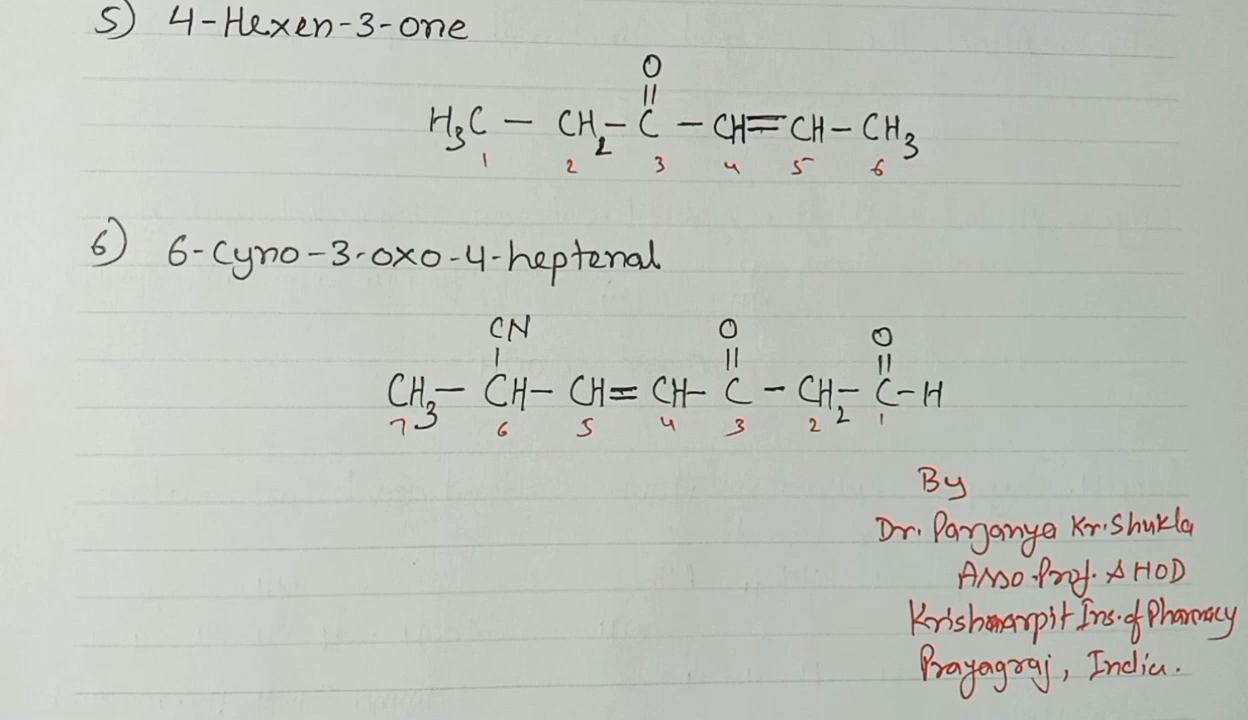 5) 4-Hexen-3-one
O
||
H₃C – CH₂ – C – CH = CH – CH₃
1 2 3 4 5 6
6) 6-Cyno-3-oxo-4-heptenal
CN O O
| || ||
CH₃ – CH – CH = CH – C – CH₂ – C – H
7 6 5 4 3 2 1
By
Dr. Parjanya Kr. Shukla
Asso. Prof. & HOD
Krishnarpit Ins. of Pharmacy
Prayagraj, India.